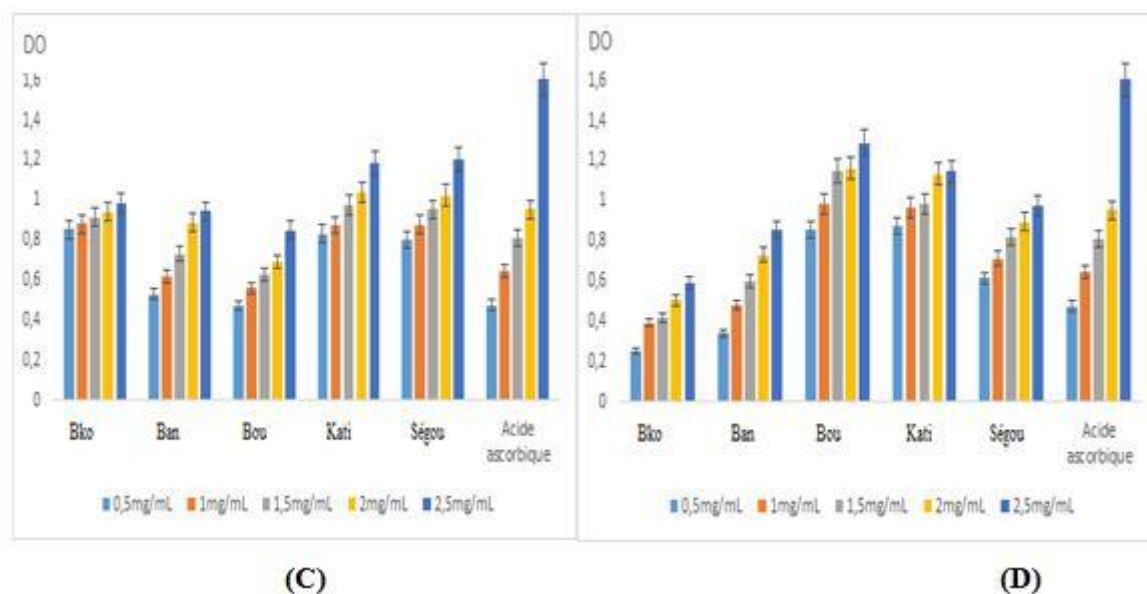 DO
1,6
1,4
1,2
1
0,8
0,6
0,4
0,2
0
Bko Ban Bou Kati Ségou Acide
ascorbique
0,5mg/mL 1mg/mL 1,5mg/mL 2mg/mL 2,5mg/mL
(C)
DO
1,6
1,4
1,2
1
0,8
0,6
0,4
0,2
0
Bko Ban Bou Kati Ségou Acide
ascorbique
0,5mg/mL 1mg/mL 1,5mg/mL 2mg/mL 2,5mg/mL
(D)